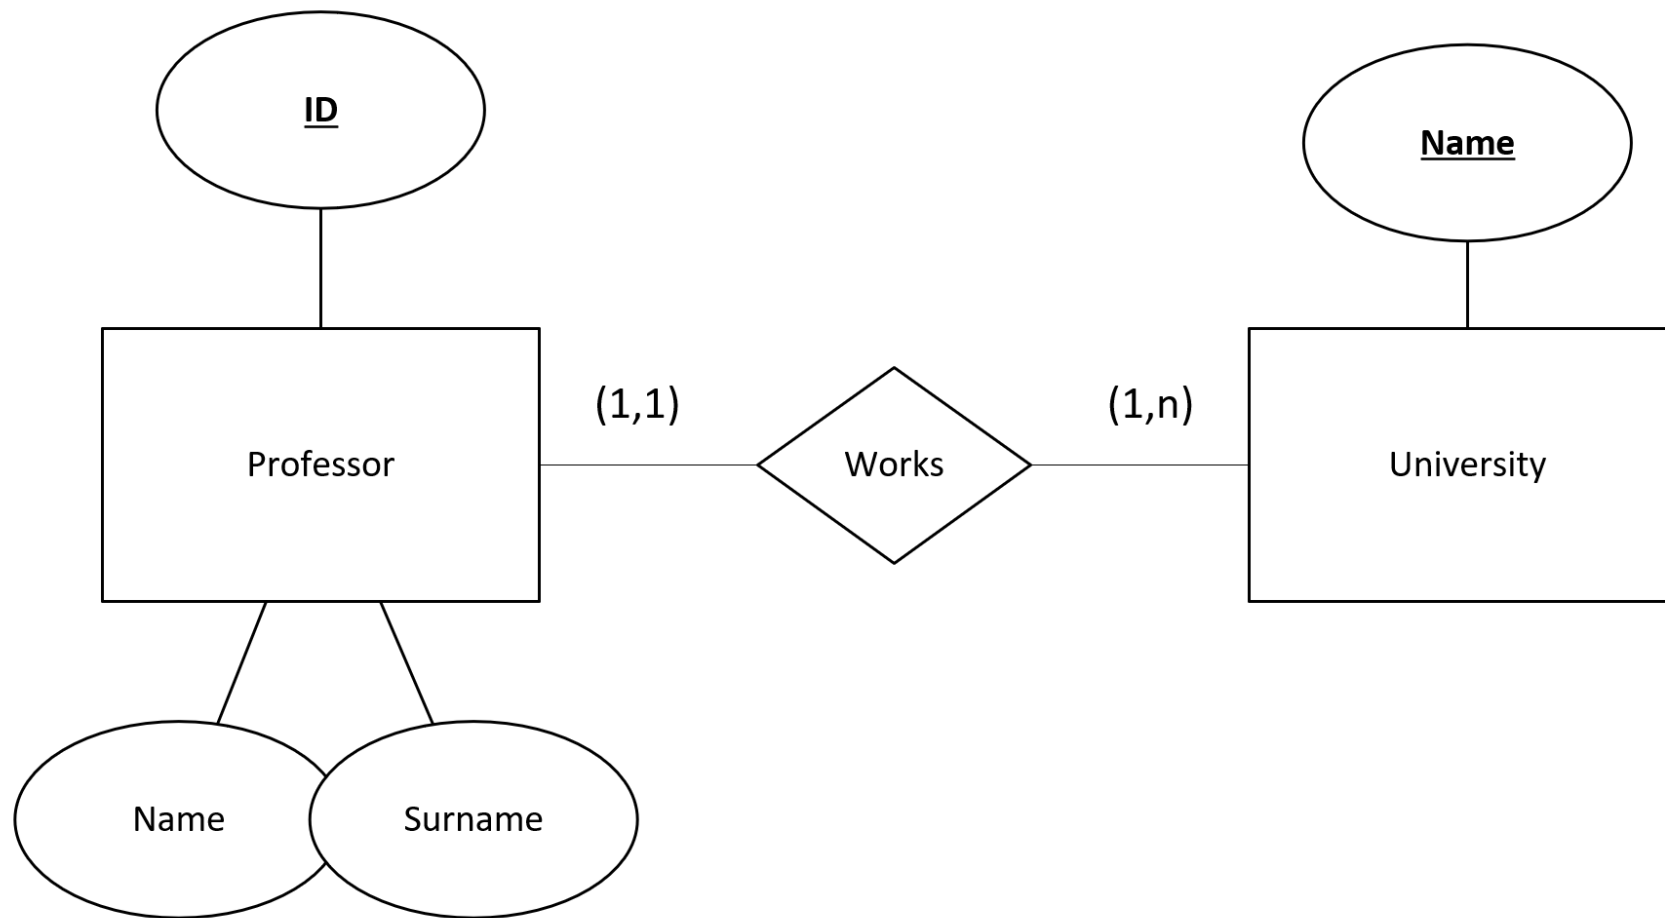 ID
Name
(1,1)
(1,n)
Professor
Works
University
Name
Surname